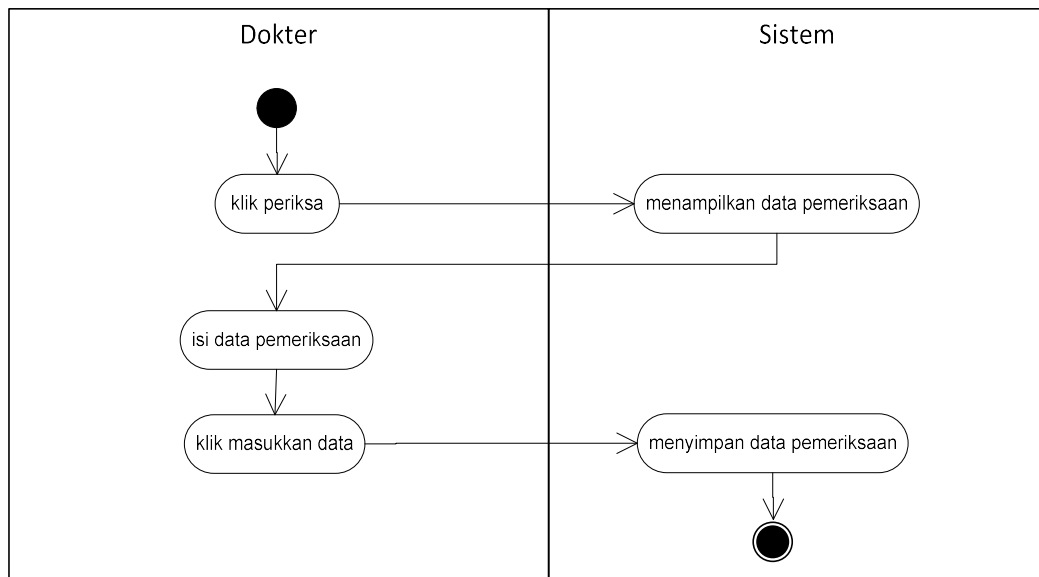 Dokter
Sistem
klik periksa
menampilkan data pemeriksaan
isi data pemeriksaan
klik masukkan data
menyimpan data pemeriksaan